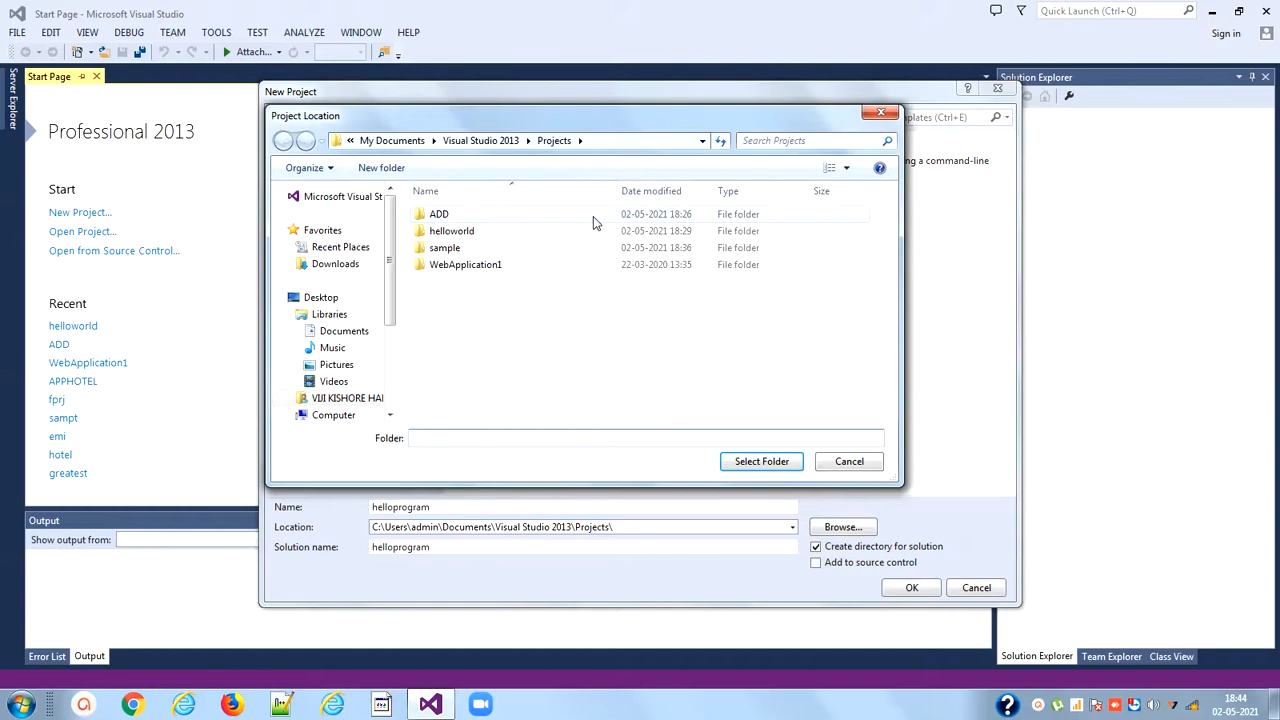 Start Page - Microsoft Visual Studio
Quick Launch (Ctrl+Q)
FILE EDIT VIEW DEBUG TEAM TOOLS TEST ANALYZE WINDOW HELP
Sign in
Attach...
Server Explorer
Start Page
Professional 2013
Start
New Project...
Open Project...
Open from Source Control...
Recent
helloworld
ADD
WebApplication1
APPHOTEL
fprj
sampt
emi
hotel
greatest
New Project
Project Location
« My Documents Visual Studio 2013 Projects
Search Projects
Organize New folder
Microsoft Visual St
Favorites
Recent Places
Downloads
Desktop
Libraries
Documents
Music
Pictures
Videos
VIJI KISHORE HAI
Computer
Name Date modified Type Size
ADD 02-05-2021 18:26 File folder
helloworld 02-05-2021 18:29 File folder
sample 02-05-2021 18:36 File folder
WebApplication1 22-03-2020 13:35 File folder
Folder:
Select Folder Cancel
plates (Ctrl+E)
ng a command-line
Name: helloprogram
Location: C:\Users\admin\Documents\Visual Studio 2013\Projects\
Browse...
Solution name: helloprogram
Create directory for solution
Add to source control
OK Cancel
Solution Explorer
Output
Show output from:
Error List Output
Solution Explorer Team Explorer Class View
18:44
02-05-2021